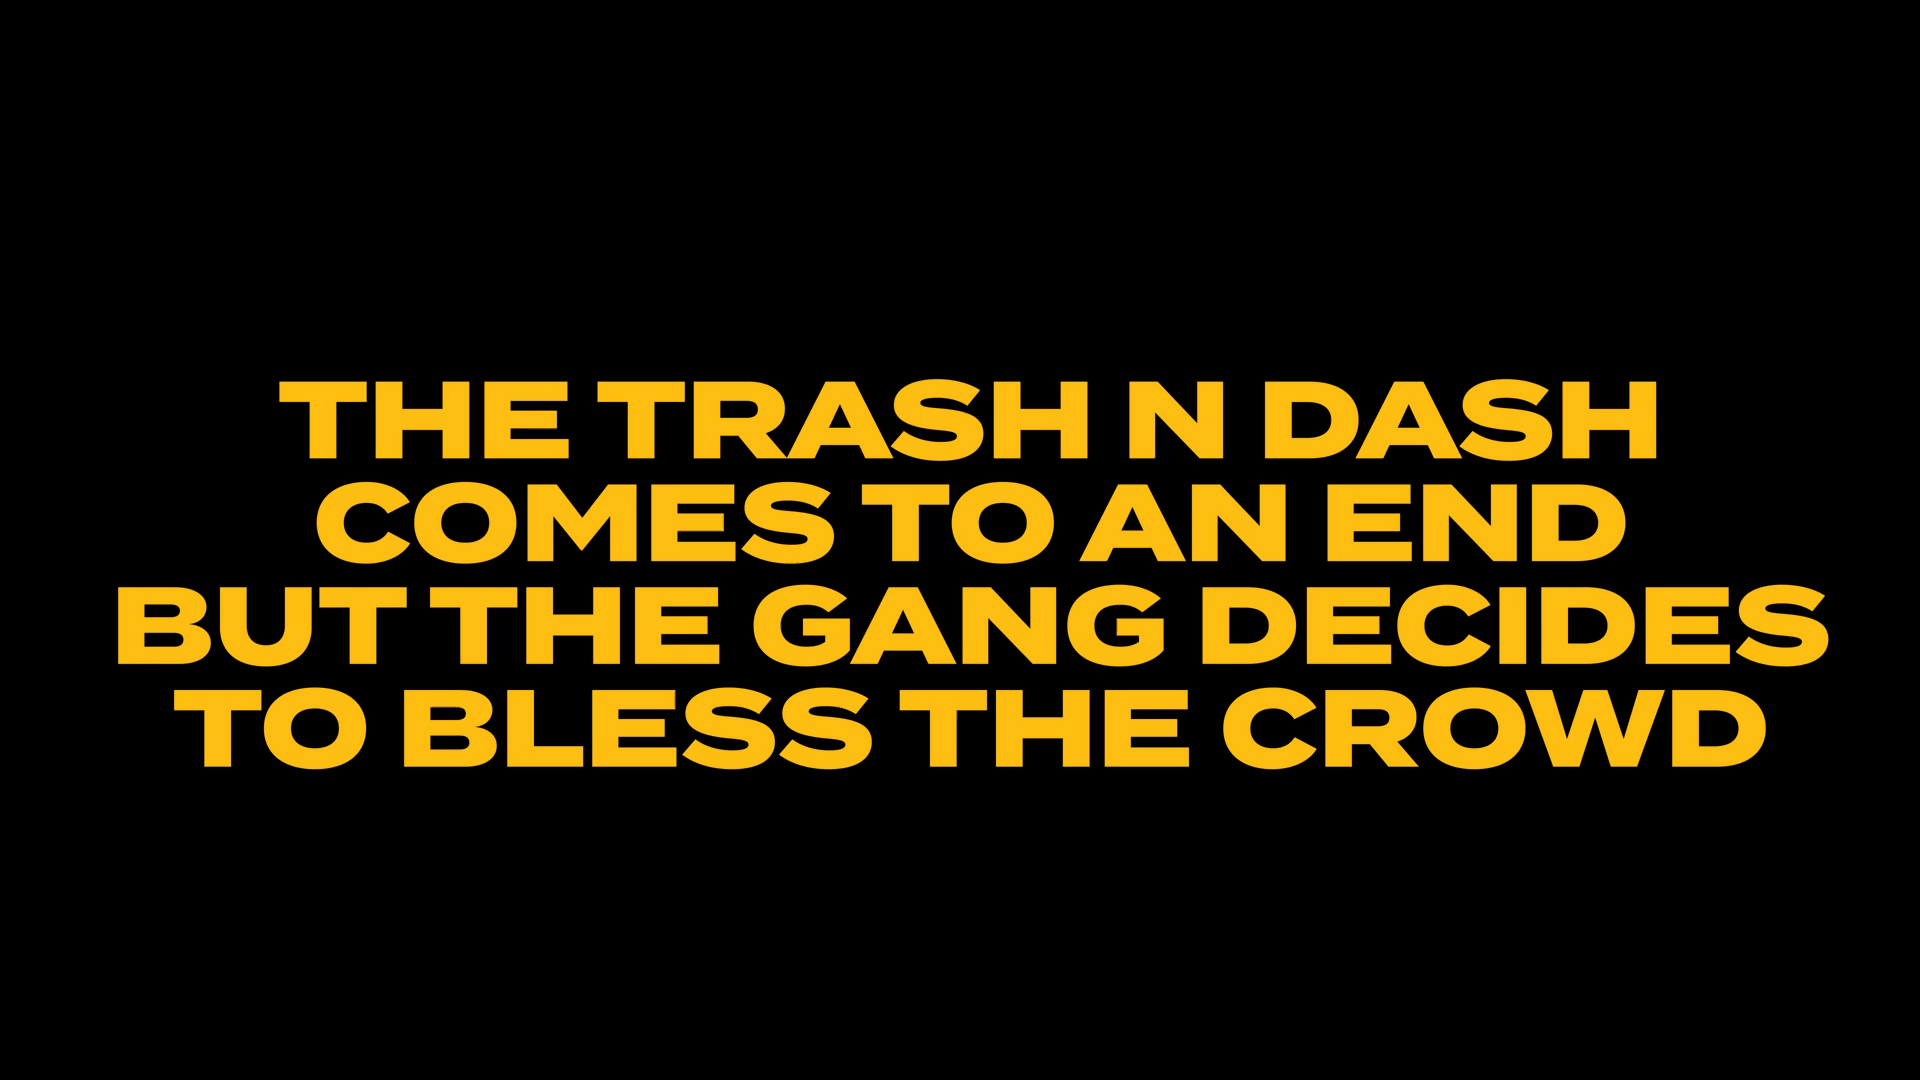 THE TRASH N DASH
COMES TO AN END
BUT THE GANG DECIDES
TO BLESS THE CROWD